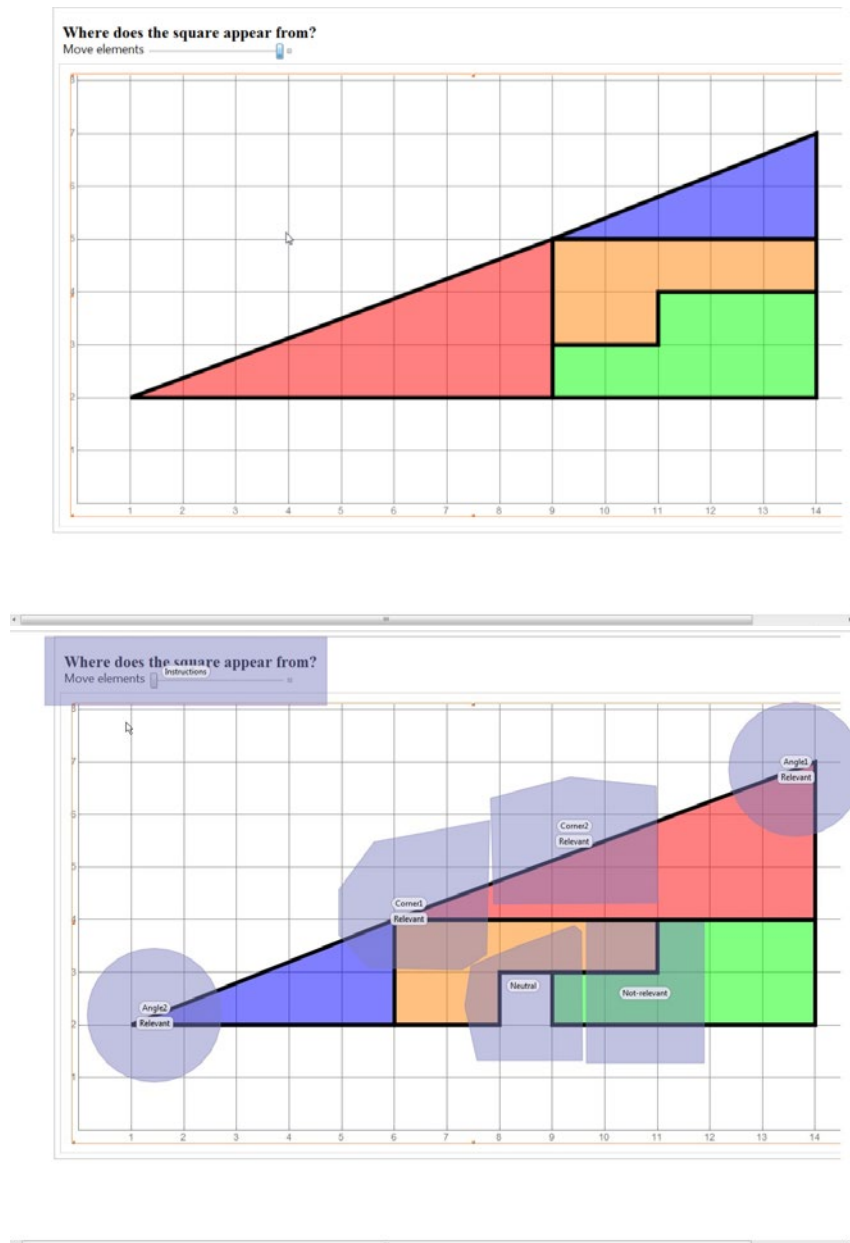 Where does the square appear from?
Move elements
8
7
6
5
4
3
2
1
1 2 3 4 5 6 7 8 9 10 11 12 13 14
Where does the square appear from?
Instructions
Move elements
8
7
Angle1
Relevant
6
Corner2
Relevant
5
Corner1
4
Relevant
3
Neutral
Not-relevant
Angle2
2
Relevant
1
1 2 3 4 5 6 7 8 9 10 11 12 13 14